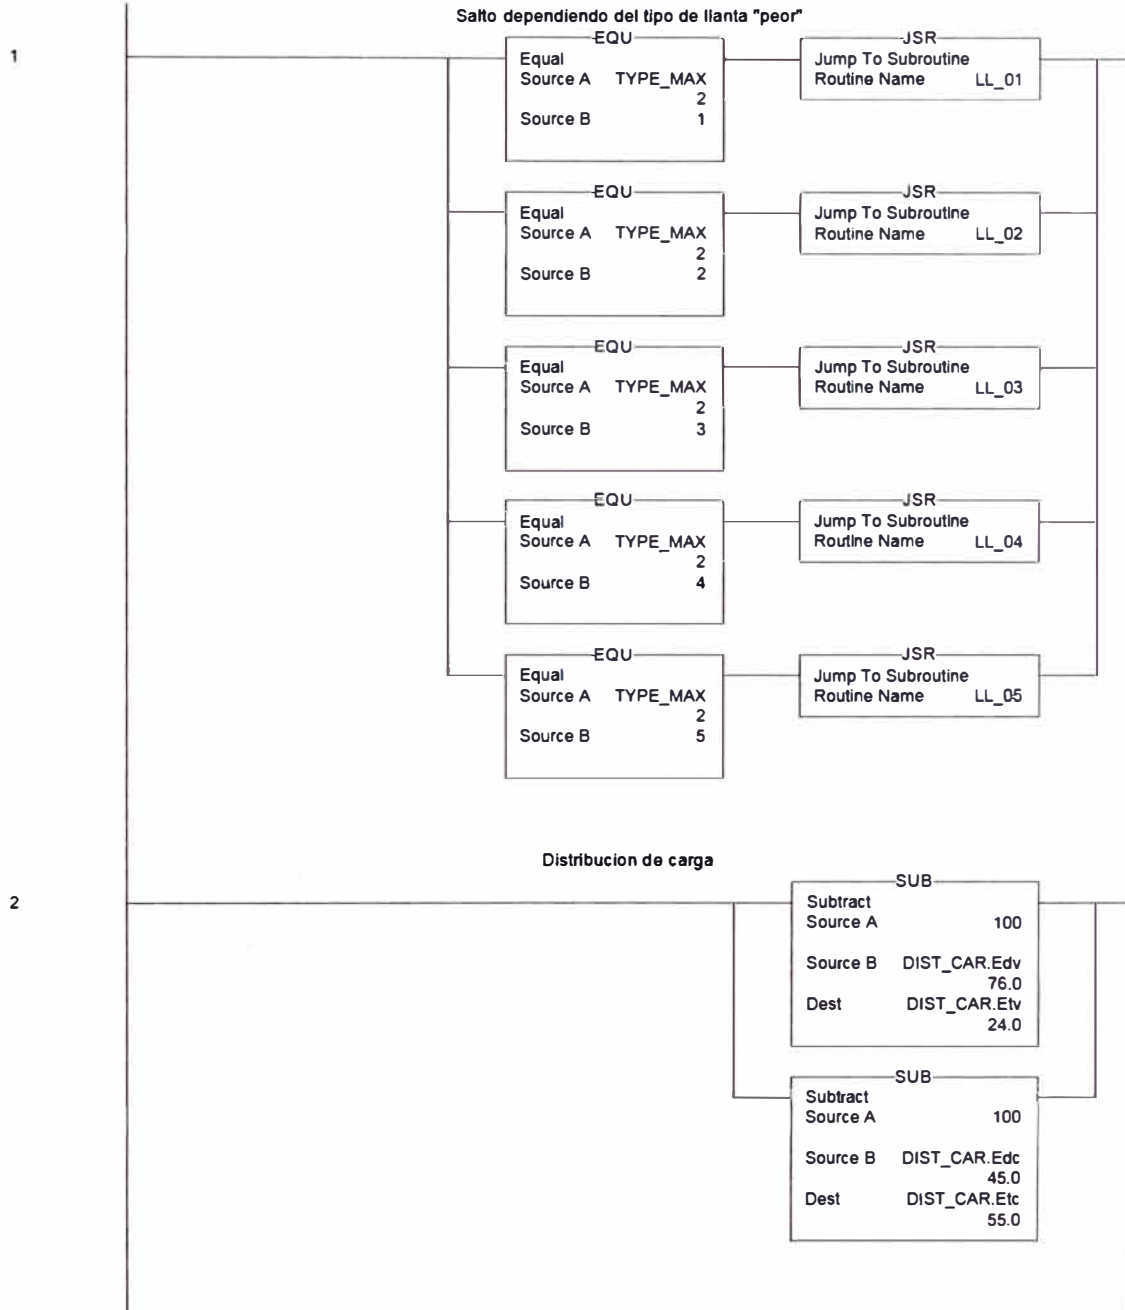 Salto dependiendo del tipo de llanta "peor"
1
EQU
Equal
Source A TYPE_MAX
2
Source B 1
JSR
Jump To Subroutine
Routine Name LL_01
EQU
Equal
Source A TYPE_MAX
2
Source B 2
JSR
Jump To Subroutine
Routine Name LL_02
EQU
Equal
Source A TYPE_MAX
2
Source B 3
JSR
Jump To Subroutine
Routine Name LL_03
EQU
Equal
Source A TYPE_MAX
2
Source B 4
JSR
Jump To Subroutine
Routine Name LL_04
EQU
Equal
Source A TYPE_MAX
2
Source B 5
JSR
Jump To Subroutine
Routine Name LL_05
Distribucion de carga
2
SUB
Subtract
Source A 100
Source B DIST_CAR.Edv
76.0
Dest DIST_CAR.Etv
24.0
SUB
Subtract
Source A 100
Source B DIST_CAR.Edc
45.0
Dest DIST_CAR.Etc
55.0